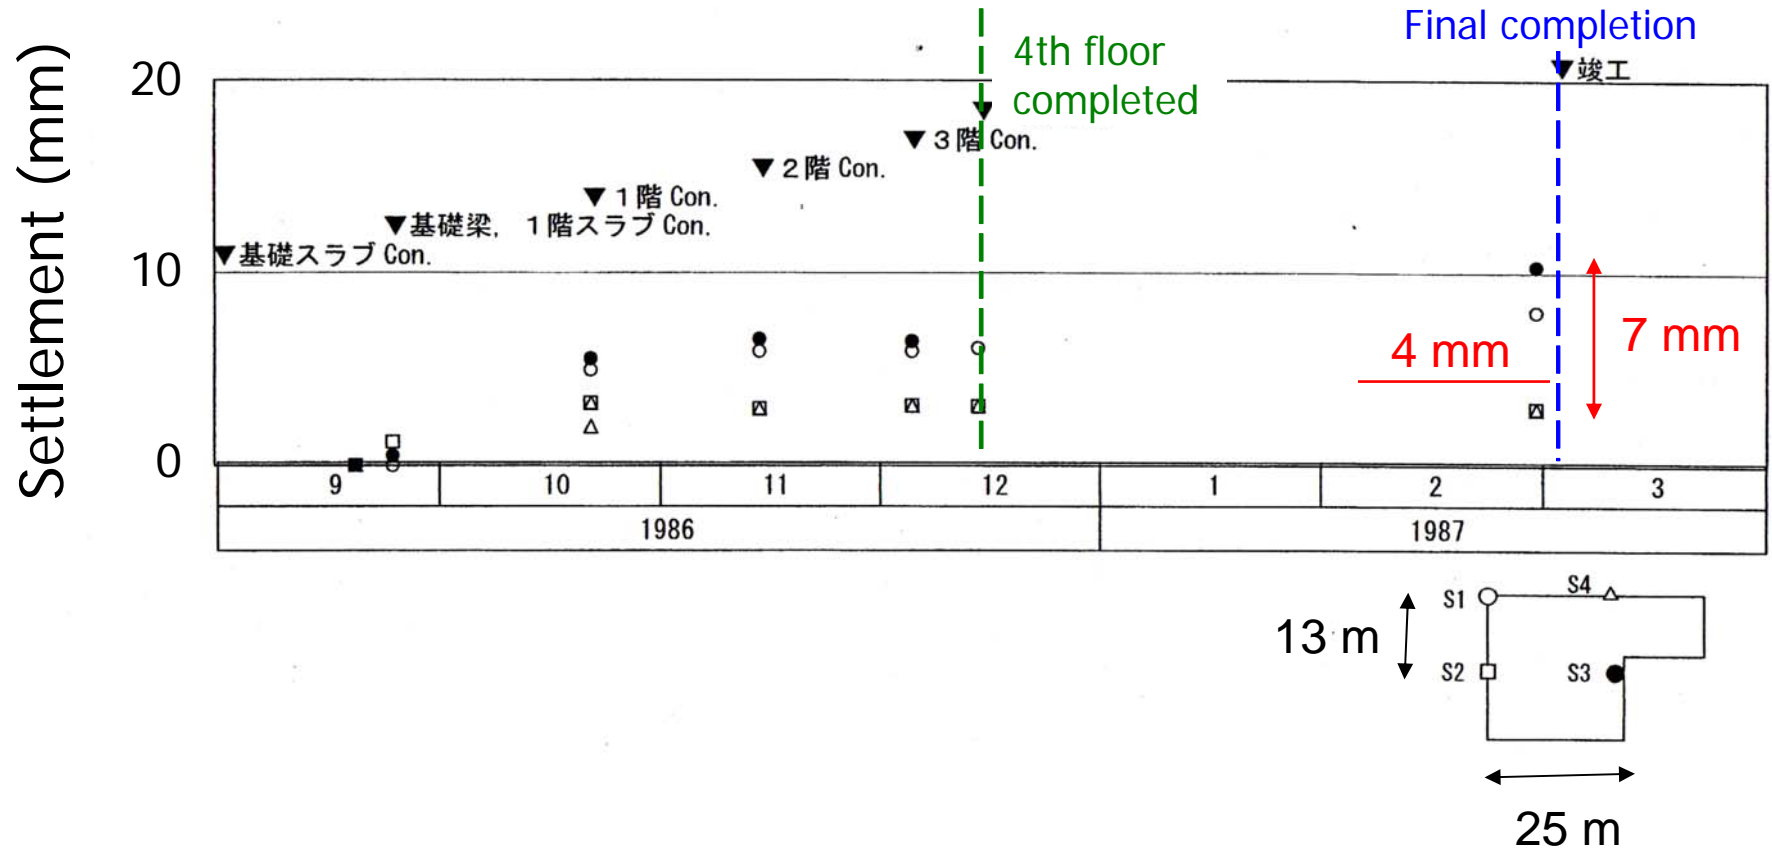 Settlement (mm)
20
10
0
Final completion
4th floor
completed
▼竣工
▼3階 Con.
▼2階 Con.
▼1階 Con.
▼基礎梁, 1階スラブ Con.
▼基礎スラブ Con.
4 mm
7 mm
9 10 11 12 1 2 3
1986 1987
S1 S4
13 m
S2 S3
25 m